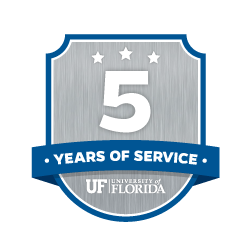 5
• YEARS OF SERVICE •
UF UNIVERSITY of
FLORIDA